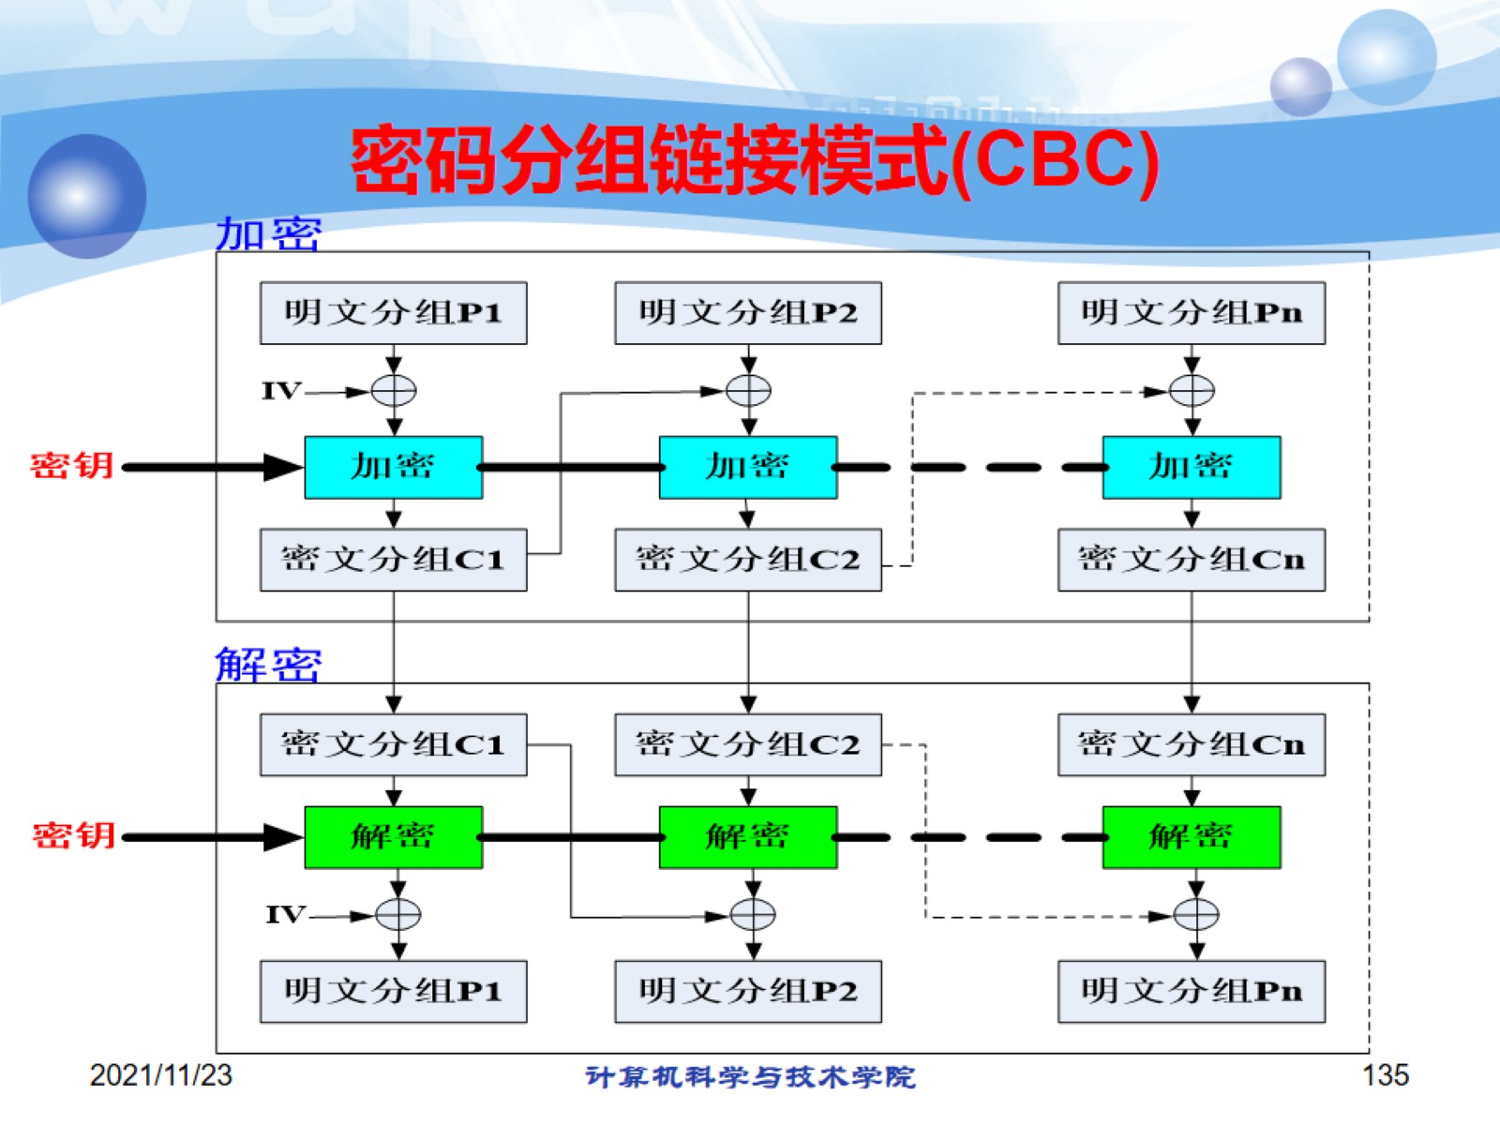 密码分组链接模式(CBC)
加密
明文分组P1 明文分组P2 明文分组Pn
IV
密钥 加密 加密 加密
密文分组C1 密文分组C2 密文分组Cn
解密
密文分组C1 密文分组C2 密文分组Cn
密钥 解密 解密 解密
IV
明文分组P1 明文分组P2 明文分组Pn
2021/11/23 计算机科学与技术学院 135